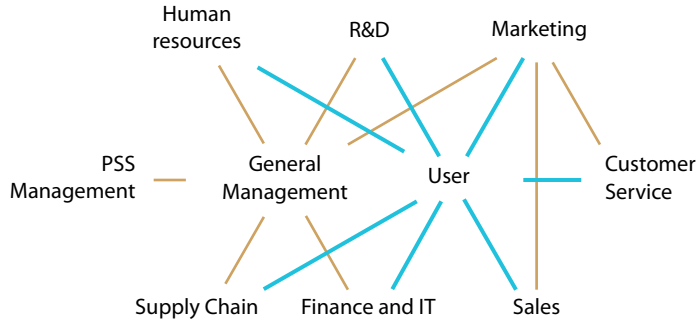 Human
resources
R&D
Marketing
PSS
Management
General
Management
User
Customer
Service
Supply Chain
Finance and IT
Sales